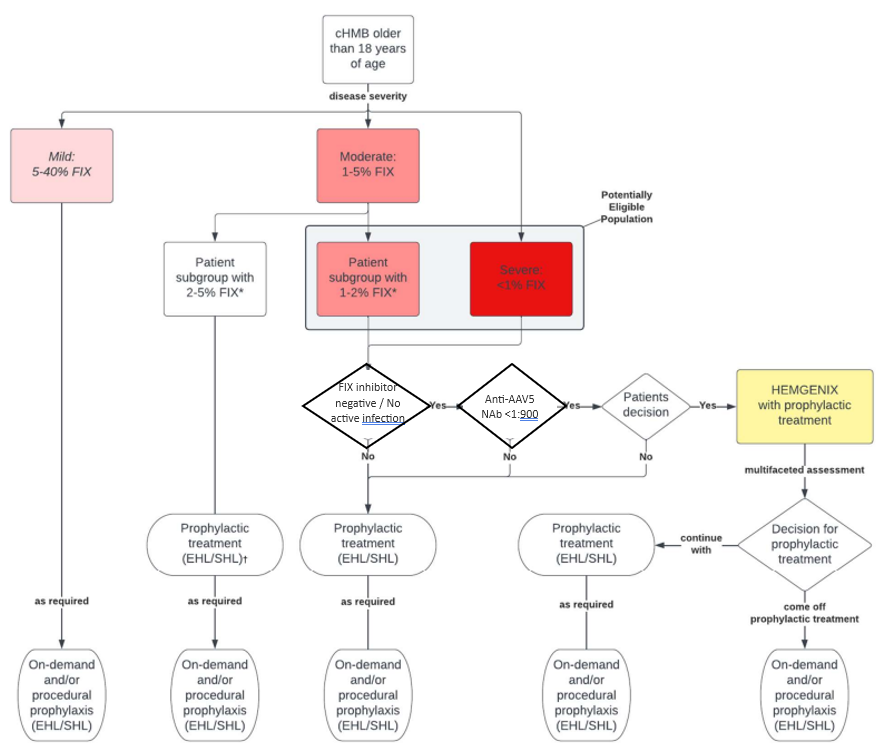 cHMB older
than 18 years
of age
disease severity
Mild:
5-40% FIX
Moderate:
1-5% FIX
Potentially
Eligible
Population
Patient
subgroup with
2-5% FIX*
Patient
subgroup with
1-2% FIX*
Severe:
<1% FIX
FIX inhibitor
negative / No
active infection
Yes
Anti-AAV5
NAb <1:900
Yes
Patients
decision
Yes
HEMGENIX
with prophylactic
treatment
No
No
No
multifaceted assessment
Prophylactic
treatment
(EHL/SHL)†
Prophylactic
treatment
(EHL/SHL)
Prophylactic
treatment
(EHL/SHL)
continue
with
Decision for
prophylactic
treatment
as required
as required
as required
as required
come off
prophylactic treatment
On-demand
and/or
procedural
prophylaxis
(EHL/SHL)
On-demand
and/or
procedural
prophylaxis
(EHL/SHL)
On-demand
and/or
procedural
prophylaxis
(EHL/SHL)
On-demand
and/or
procedural
prophylaxis
(EHL/SHL)
On-demand
and/or
procedural
prophylaxis
(EHL/SHL)